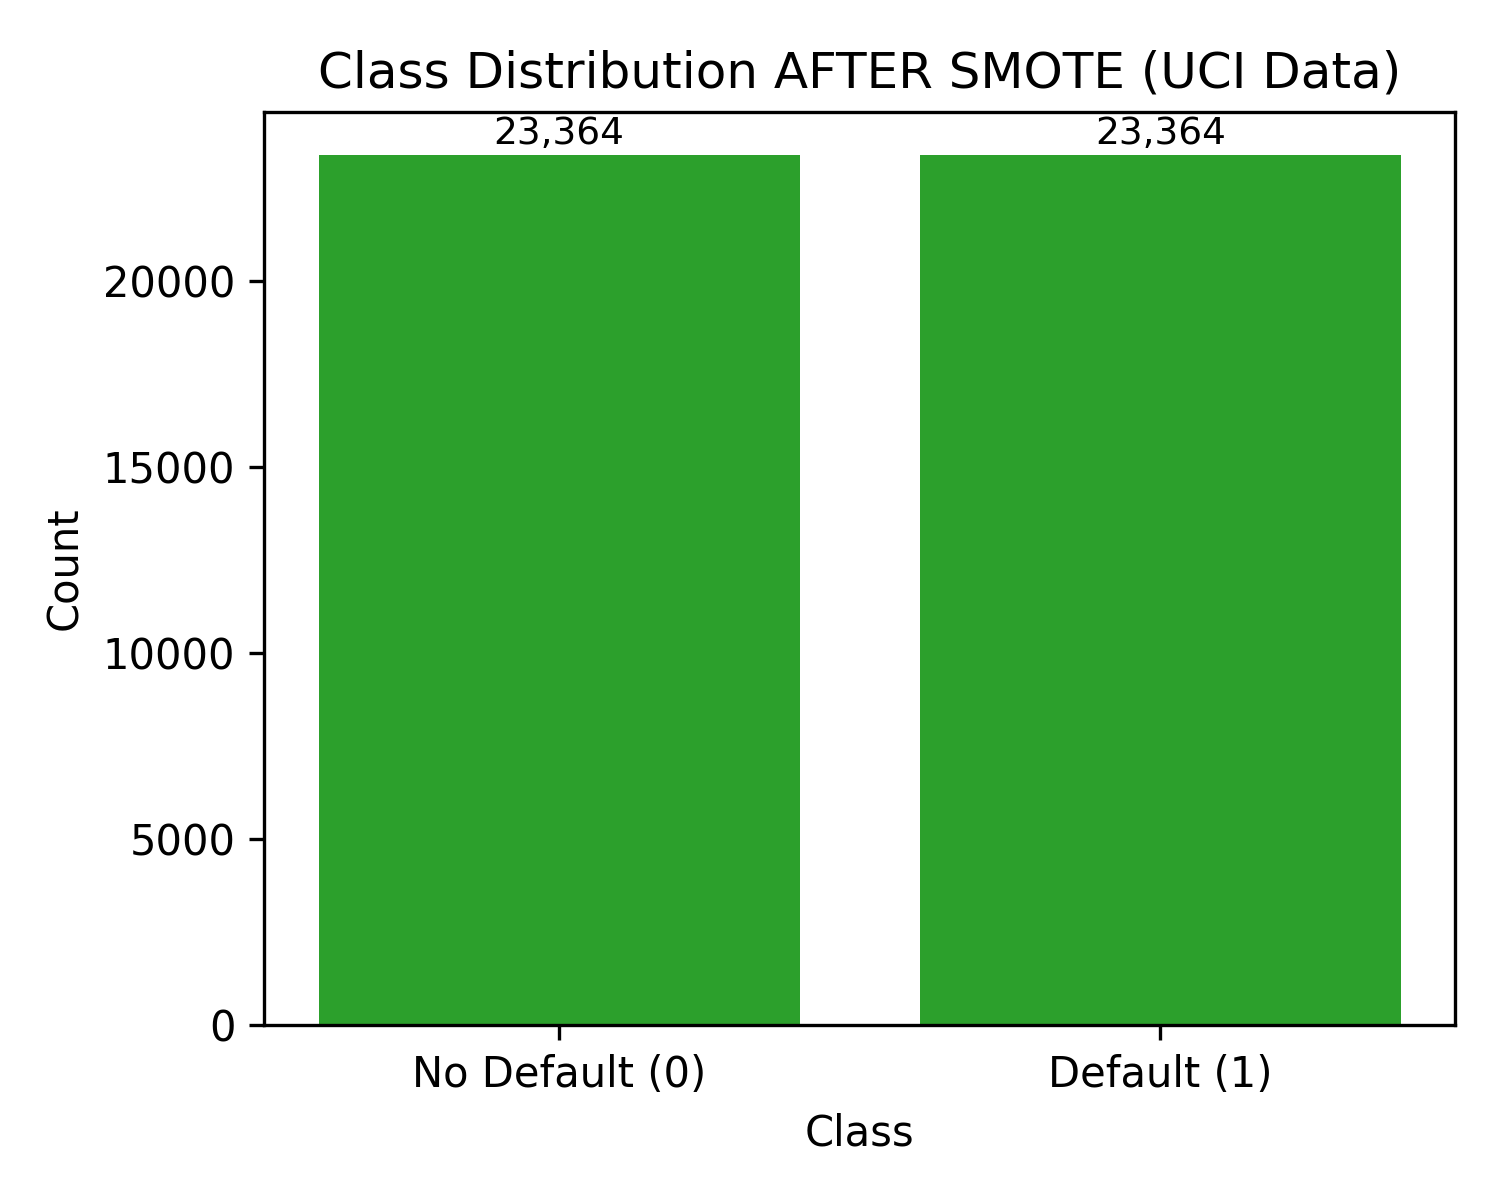 Class Distribution AFTER SMOTE (UCI Data)
23,364 23,364
20000
15000
10000
5000
0
Count
No Default (0) Default (1)
Class